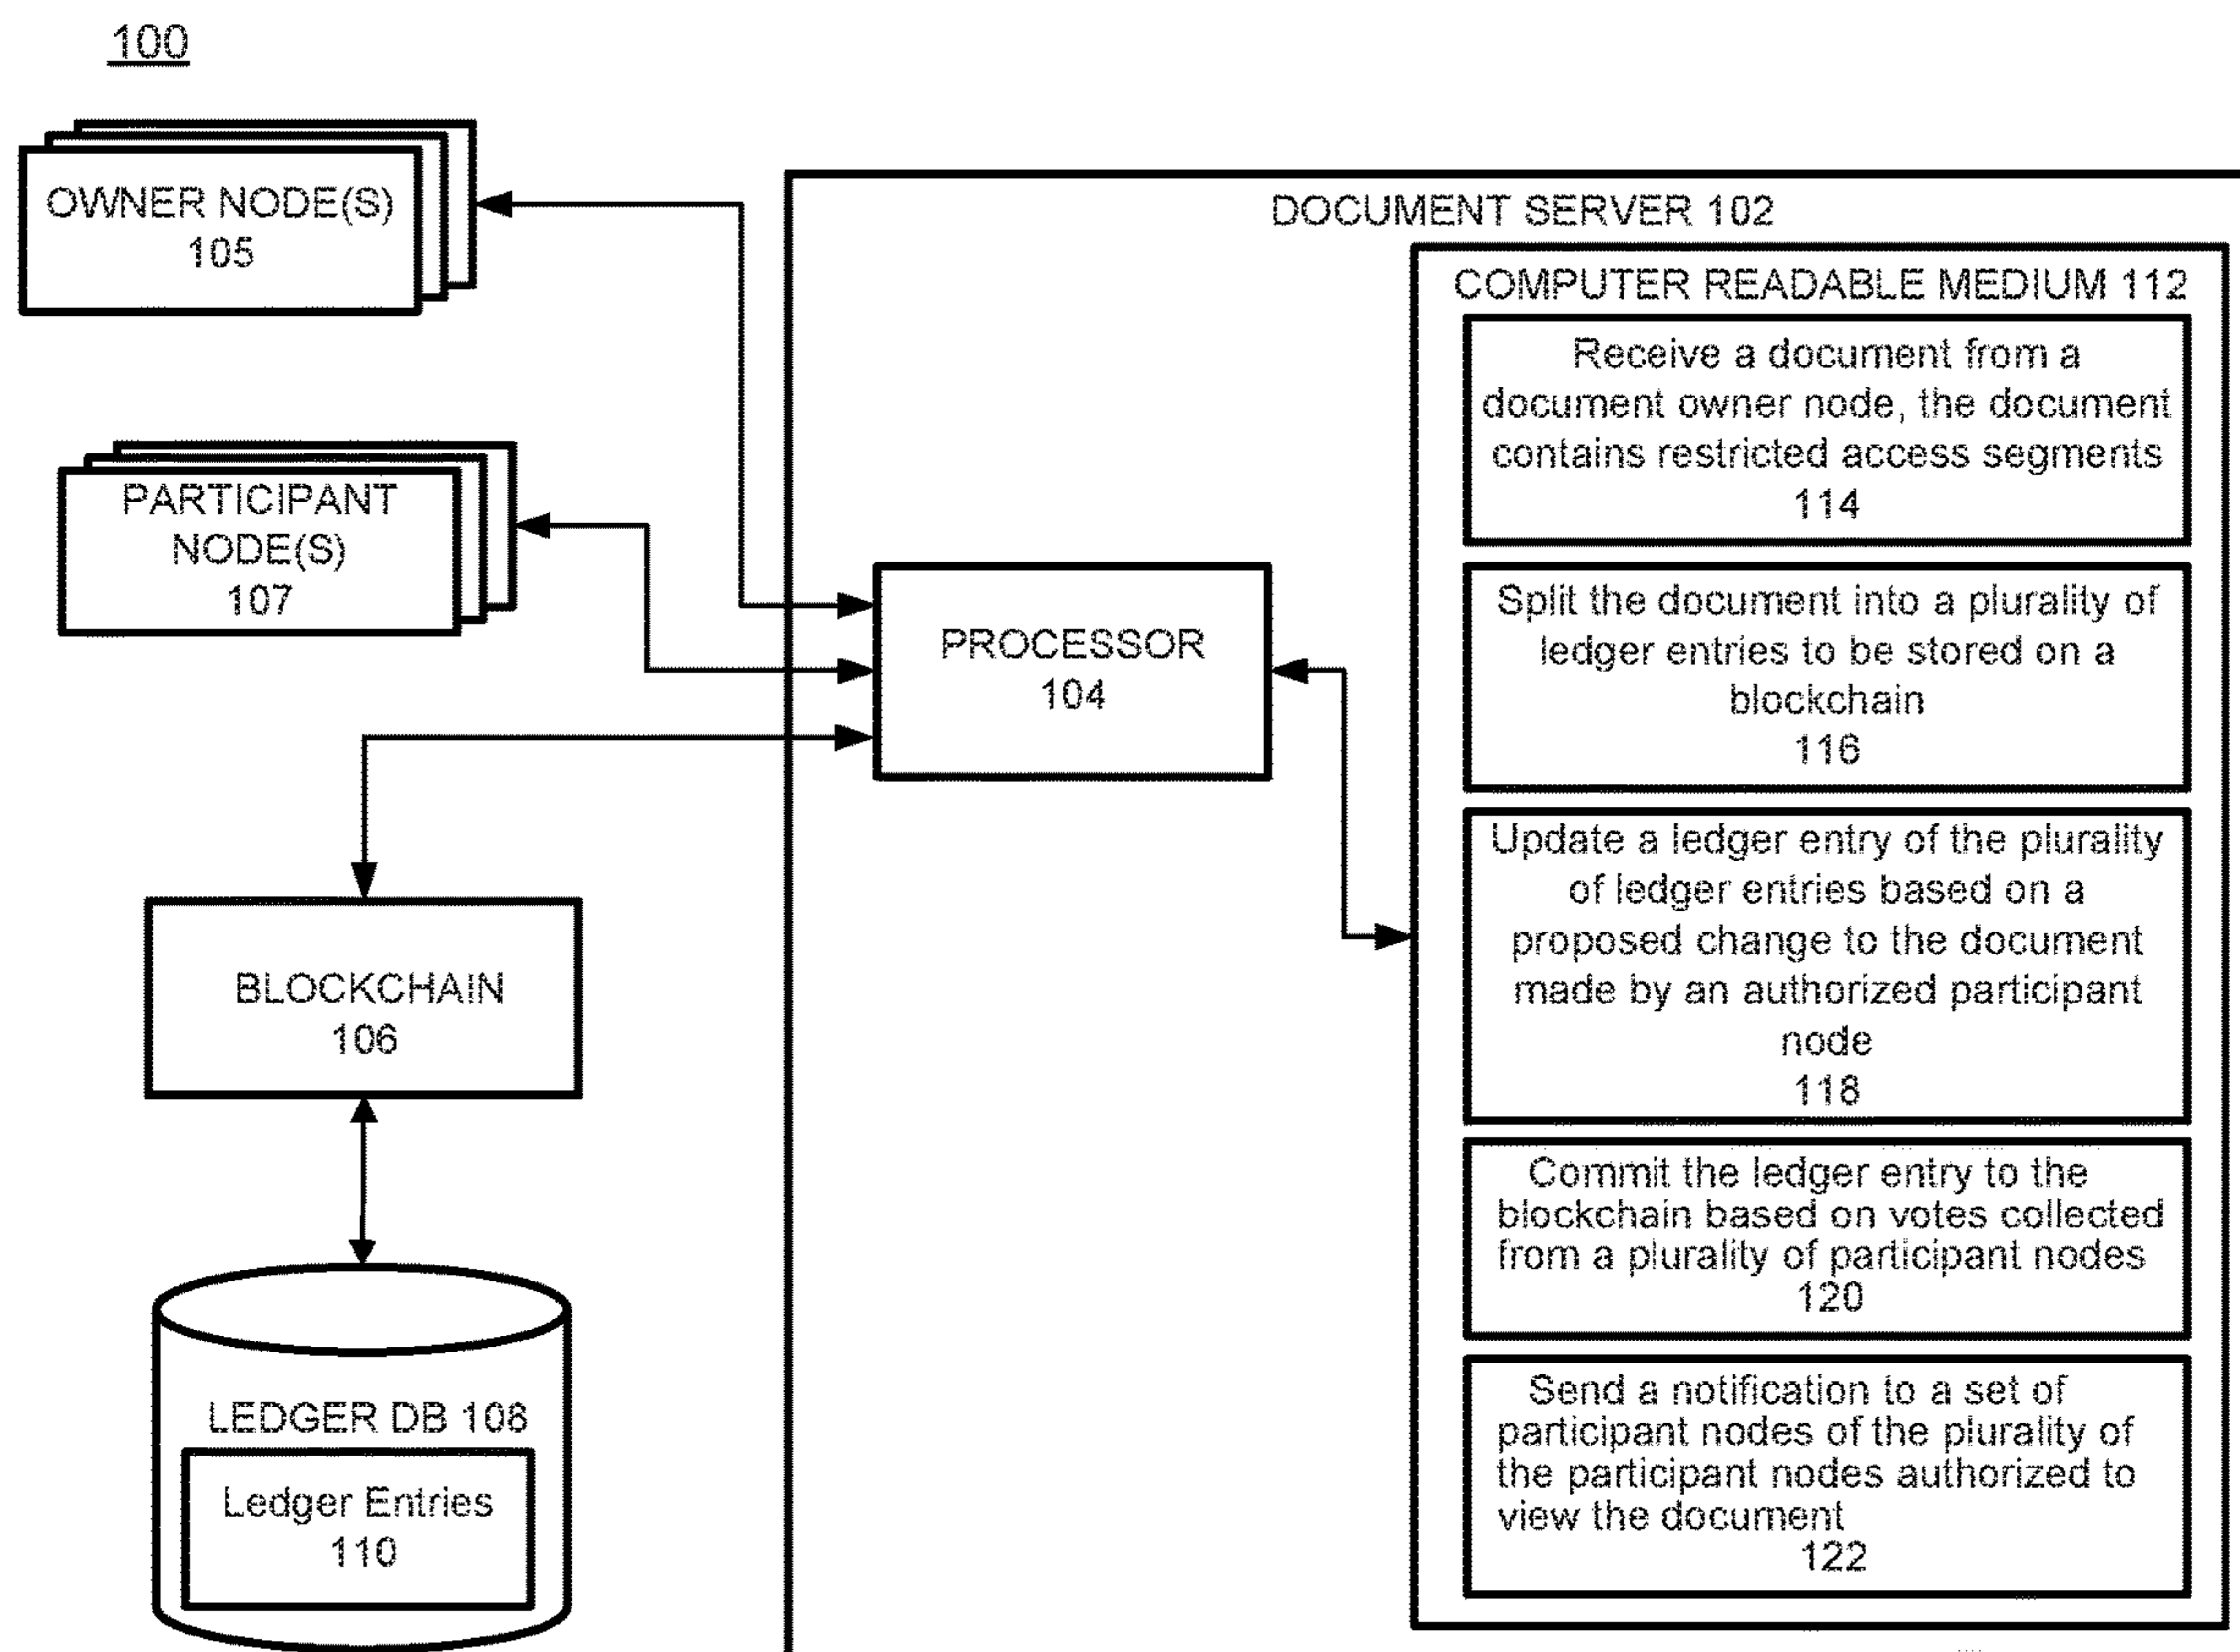 100
OWNER NODE(S)
105
PARTICIPANT
NODE(S)
107
BLOCKCHAIN
106
LEDGER DB 108
Ledger Entries
110
DOCUMENT SERVER 102
PROCESSOR
104
COMPUTER READABLE MEDIUM 112
Receive a document from a
document owner node, the document
contains restricted access segments
114
Split the document into a plurality of
ledger entries to be stored on a
blockchain
116
Update a ledger entry of the plurality
of ledger entries based on a
proposed change to the document
made by an authorized participant
node
118
Commit the ledger entry to the
blockchain based on votes collected
from a plurality of participant nodes
120
Send a notification to a set of
participant nodes of the plurality of
the participant nodes authorized to
view the document
122